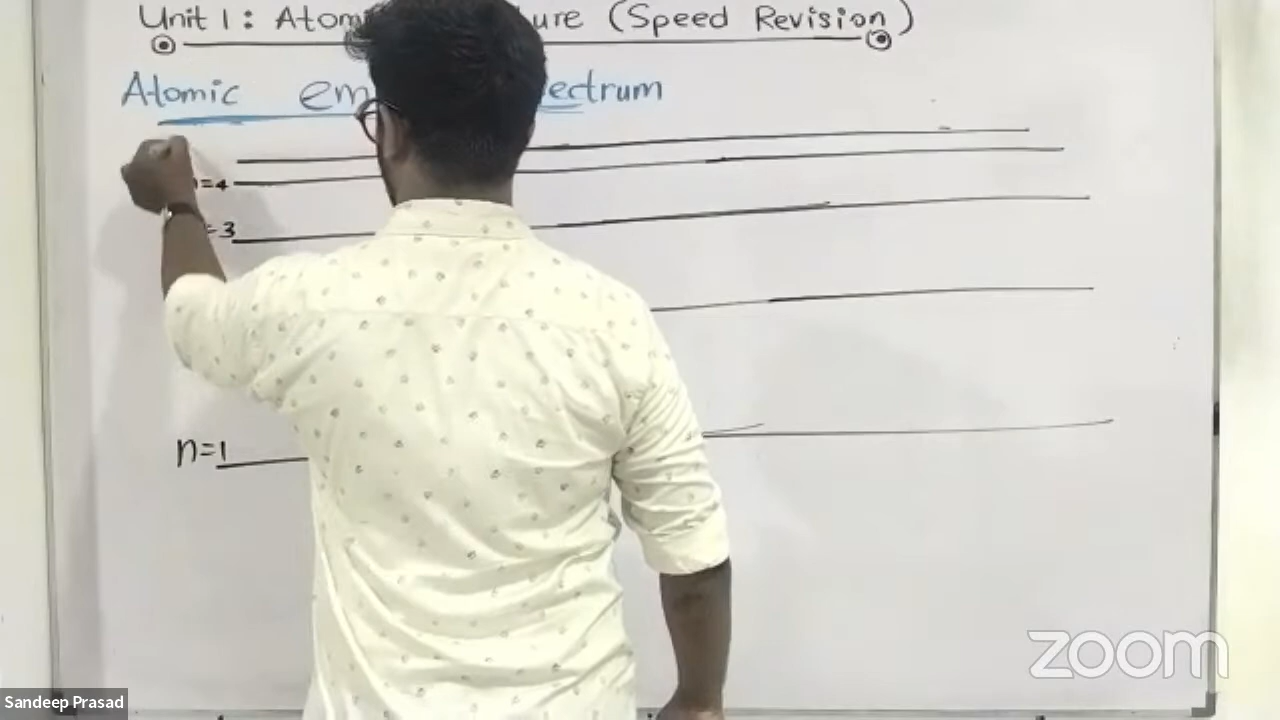 Unit 1: Atom ure (Speed Revision)
Atomic em ectrum
=4
=3
n=1
zoom
Sandeep Prasad